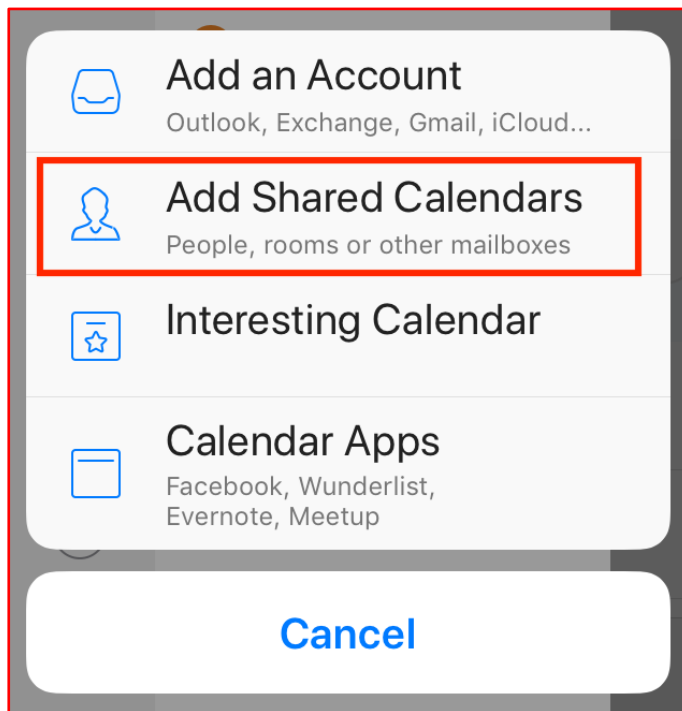 Add an Account
Outlook, Exchange, Gmail, iCloud...
Add Shared Calendars
People, rooms or other mailboxes
Interesting Calendar
Calendar Apps
Facebook, Wunderlist,
Evernote, Meetup
Cancel